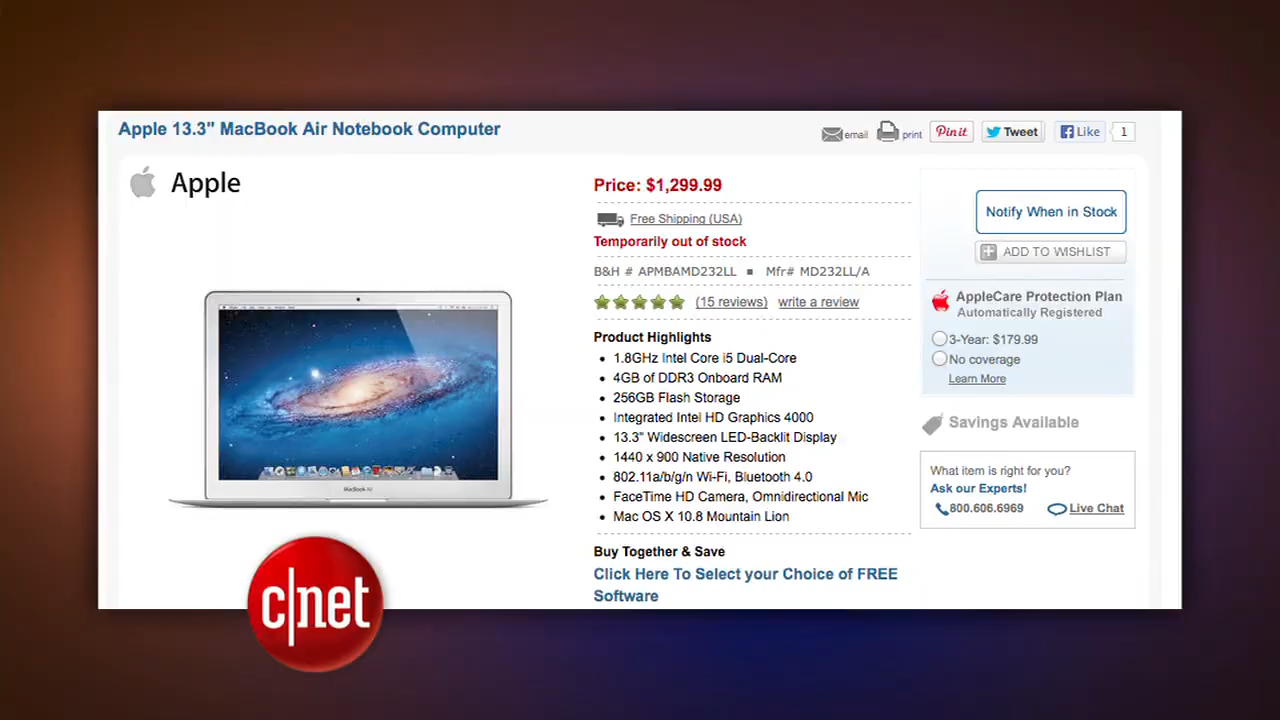 Apple 13.3" MacBook Air Notebook Computer
email
print
Pin it
Tweet
Like
1
Apple
Price: $1,299.99
Free Shipping (USA)
Temporarily out of stock
B&H # APMBAMD232LL ■ Mfr# MD232LL/A
(15 reviews) write a review
Product Highlights
• 1.8GHz Intel Core i5 Dual-Core
• 4GB of DDR3 Onboard RAM
• 256GB Flash Storage
• Integrated Intel HD Graphics 4000
• 13.3" Widescreen LED-Backlit Display
• 1440 x 900 Native Resolution
• 802.11a/b/g/n Wi-Fi, Bluetooth 4.0
• FaceTime HD Camera, Omnidirectional Mic
• Mac OS X 10.8 Mountain Lion
Buy Together & Save
Click Here To Select your Choice of FREE
Software
Notify When in Stock
ADD TO WISHLIST
AppleCare Protection Plan
Automatically Registered
3-Year: $179.99
No coverage
Learn More
Savings Available
What item is right for you?
Ask our Experts!
800.606.6969 Live Chat
MacBook Air
c|net